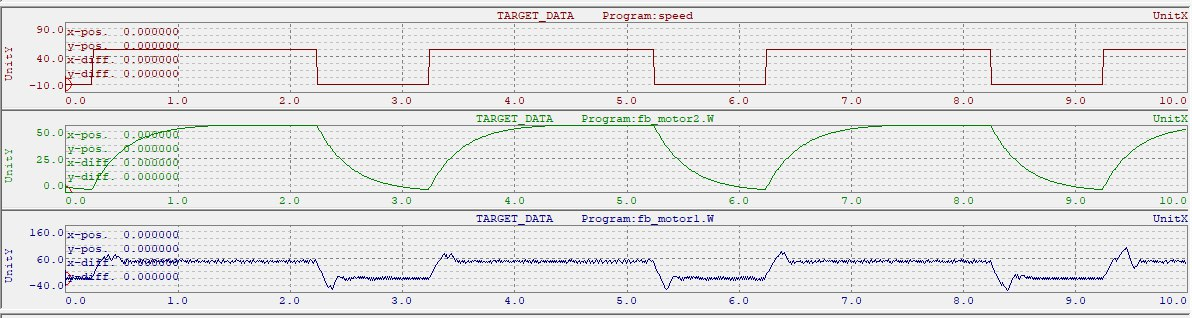 TARGET_DATA Program:speed UnitX
90.0 x-pos. 0.000000
y-pos. 0.000000
40.0 x-diff. 0.000000
y-diff. 0.000000
-10.0
UnitY
0.0 1.0 2.0 3.0 4.0 5.0 6.0 7.0 8.0 9.0 10.0
TARGET_DATA Program:fb_motor2.W UnitX
50.0 x-pos. 0.000000
y-pos. 0.000000
25.0 x-diff. 0.000000
y-diff. 0.000000
0.0
UnitY
0.0 1.0 2.0 3.0 4.0 5.0 6.0 7.0 8.0 9.0 10.0
TARGET_DATA Program:fb_motor1.W UnitX
160.0 x-pos. 0.000000
y-pos. 0.000000
60.0 x-diff. 0.000000
y-diff. 0.000000
-40.0
UnitY
0.0 1.0 2.0 3.0 4.0 5.0 6.0 7.0 8.0 9.0 10.0